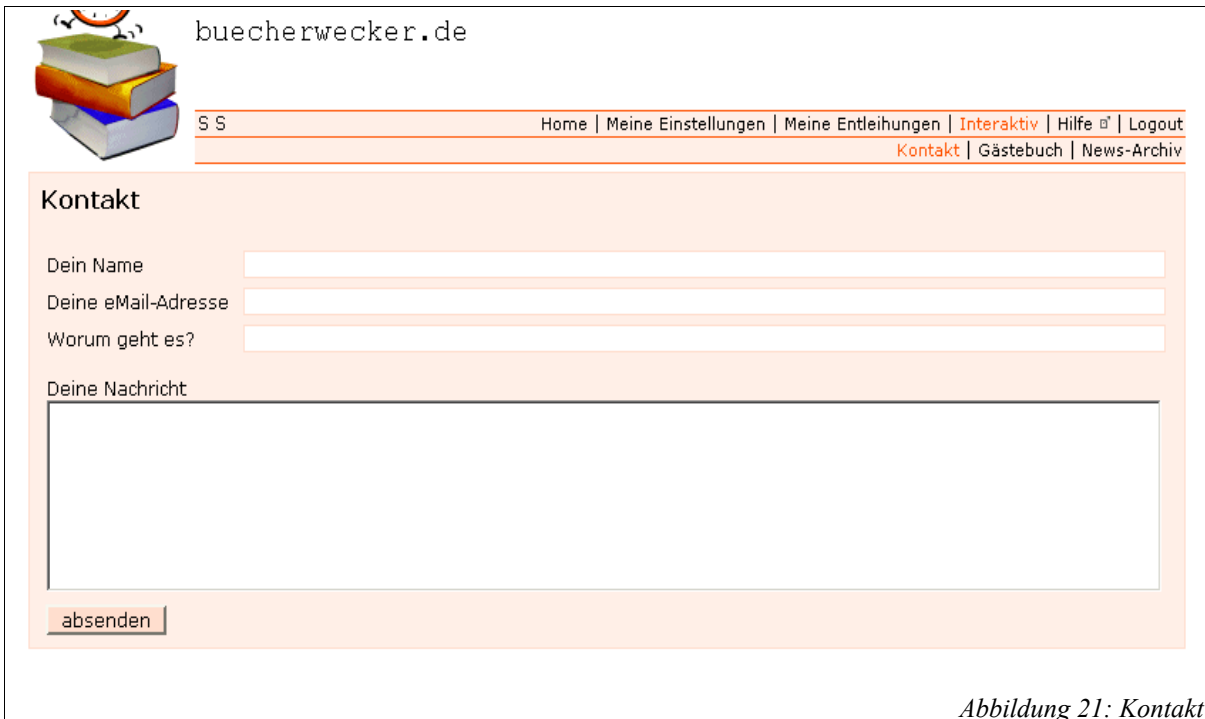 buecherwecker.de
S S
Home | Meine Einstellungen | Meine Entleihungen | Interaktiv | Hilfe | Logout
Kontakt | Gästebuch | News-Archiv
Kontakt
Dein Name
Deine eMail-Adresse
Worum geht es?
Deine Nachricht
absenden
Abbildung 21: Kontakt